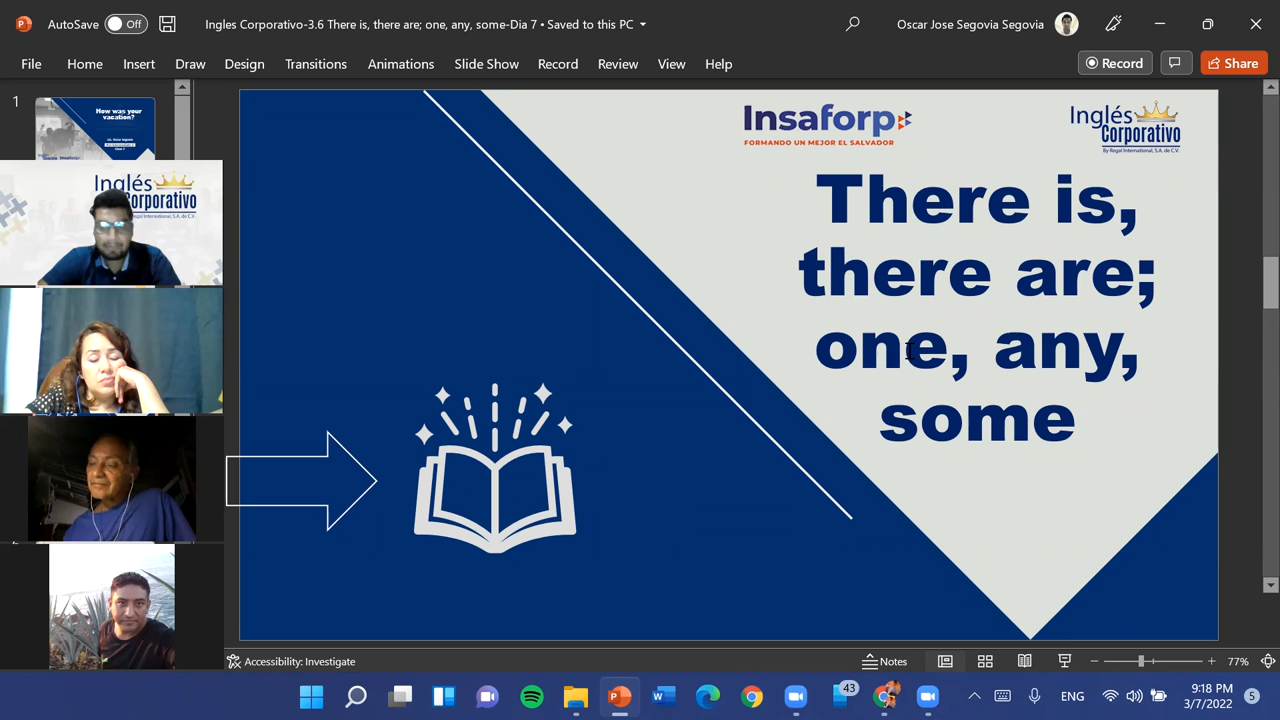 AutoSave Off
Ingles Corporativo-3.6 There is, there are; one, any, some-Dia 7 • Saved to this PC
Oscar Jose Segovia Segovia
File Home Insert Draw Design Transitions Animations Slide Show Record Review View Help
Record
Share
1
How was your
vacation?
Inglés
Corporativo
By Regal International, S.A. de C.V.
Insaforp
FORMANDO UN MEJOR EL SALVADOR
Inglés
Corporativo
By Regal International, S.A. de C.V.
There is,
there are;
one, any,
some
Accessibility: Investigate
Notes
77%
43
ENG
9:18 PM
3/7/2022
5